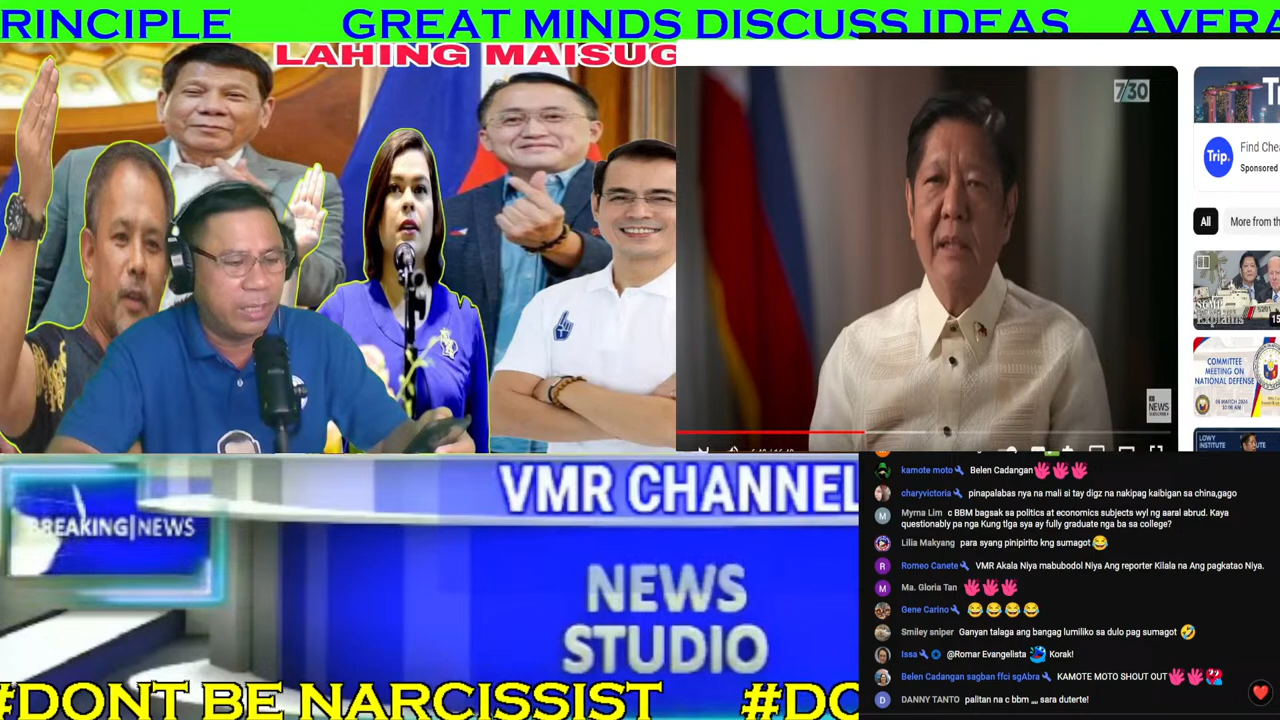 RINCIPLE GREAT MINDS DISCUSS IDEAS AVERA
LAHING MAISUG
7/30
NEWS
Trip.
Find Chea
Sponsored
All
More from th
COMMITTEE
MEETING ON
NATIONAL DEFENSE
LOWY
INSTITUTE
VMR CHANNEL
BREAKING|NEWS
NEWS
STUDIO
#DONT BE NARCISSIST #DO
kamote moto Belen Cadangan
charyvictoria pinapalabas nya na mali si tay digz na nakipag kaibigan sa china,gago
Myrna Lim c BBM bagsak sa politics at economics subjects wyl ng aaral abrud. Kaya
questionably pa nga Kung tlga sya ay fully graduate nga ba sa college?
Lilia Makyang para syang pinipirito kng sumagot 😂
Romeo Canete VMR Akala Niya mabubodol Niya Ang reporter Kilala na Ang pagkatao Niya.
Ma. Gloria Tan
Gene Carino 😂😂😂😂
Smiley sniper Ganyan talaga ang bangag lumiliko sa dulo pag sumagot 🤣
Issa @Romar Evangelista Korak!
Belen Cadangan sagban ffci sgAbra KAMOTE MOTO SHOUT OUT
DANNY TANTO palitan na c bbm ,,,, sara duterte!